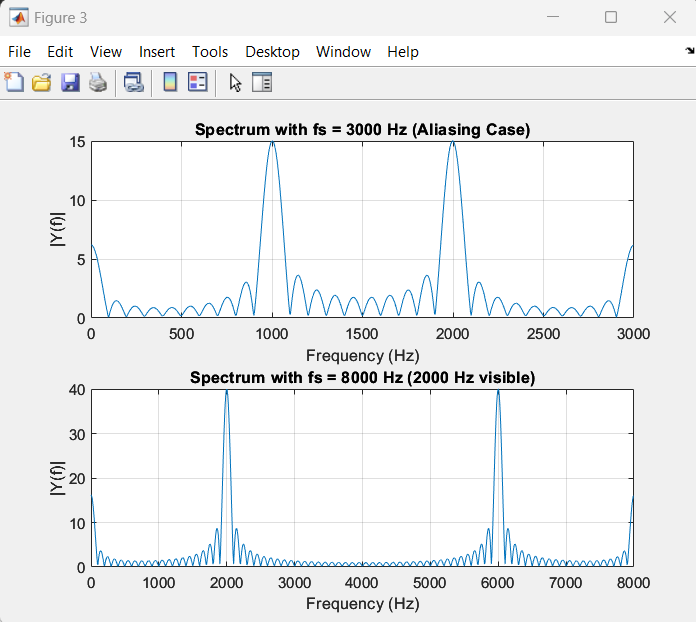 Figure 3
File Edit View Insert Tools Desktop Window Help
Spectrum with fs = 3000 Hz (Aliasing Case)
15
10
5
0
|Y(f)|
0 500 1000 1500 2000 2500 3000
Frequency (Hz)
Spectrum with fs = 8000 Hz (2000 Hz visible)
40
30
20
10
0
|Y(f)|
0 1000 2000 3000 4000 5000 6000 7000 8000
Frequency (Hz)